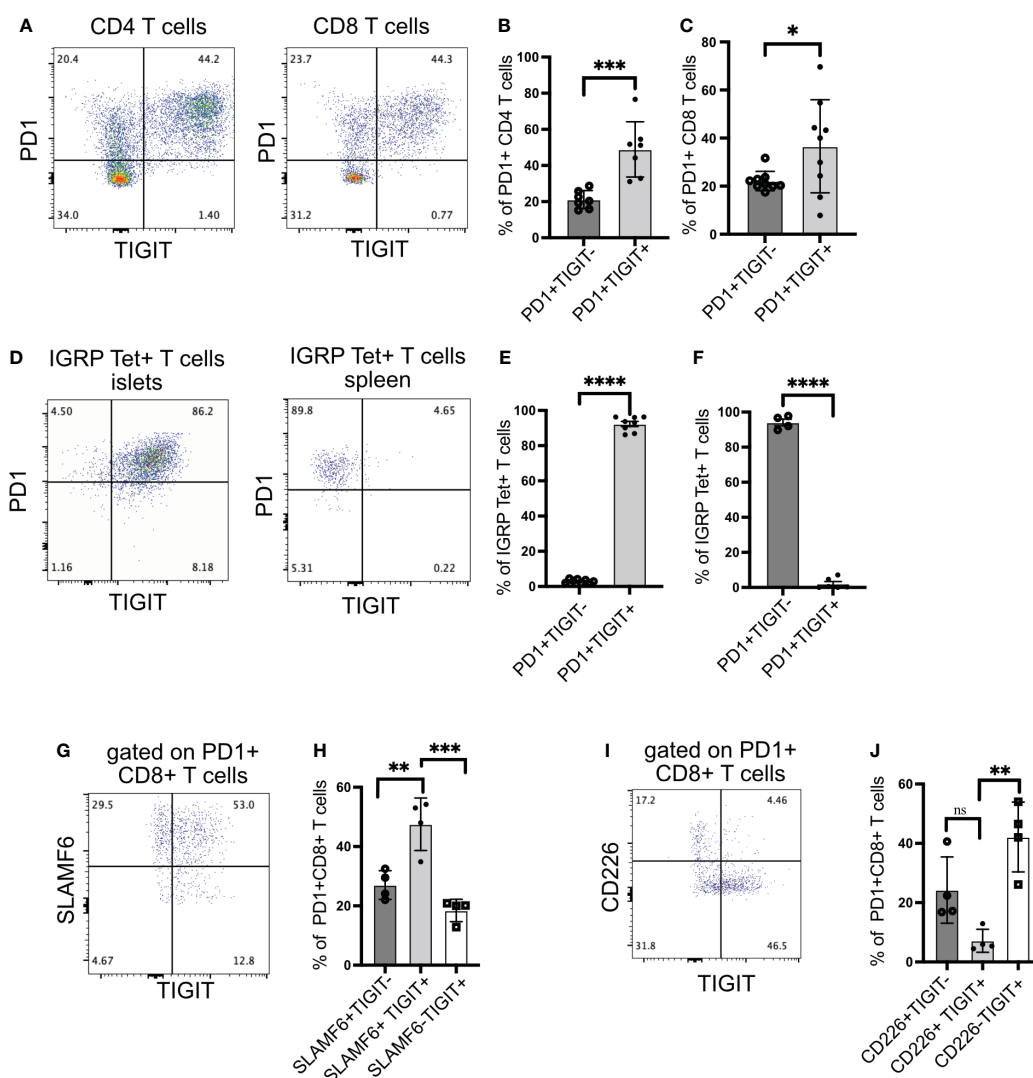 A
CD4 T cells
CD8 T cells
20.4
44.2
34.0
1.40
PD1
TIGIT
23.7
44.3
31.2
0.77
PD1
TIGIT
B
***
100
80
60
40
20
0
% of PD1+ CD4 T cells
PD1+TIGIT-
PD1+TIGIT+
C
*
80
60
40
20
0
% of PD1+ CD8 T cells
PD1+TIGIT-
PD1+TIGIT+
D
IGRP Tet+ T cells
islets
4.50
86.2
1.16
8.18
PD1
TIGIT
IGRP Tet+ T cells
spleen
89.8
4.65
5.31
0.22
PD1
TIGIT
E
****
100
80
60
40
20
0
% of IGRP Tet+ T cells
PD1+TIGIT-
PD1+TIGIT+
F
****
100
80
60
40
20
0
% of IGRP Tet+ T cells
PD1+TIGIT-
PD1+TIGIT+
G
gated on PD1+
CD8+ T cells
29.5
53.0
4.67
12.8
SLAMF6
TIGIT
H
**
***
60
40
20
0
% of PD1+CD8+ T cells
SLAMF6+TIGIT-
SLAMF6+ TIGIT+
SLAMF6-TIGIT+
I
gated on PD1+
CD8+ T cells
17.2
4.46
31.8
46.5
CD226
TIGIT
J
ns
**
60
40
20
0
% of PD1+CD8+ T cells
CD226+TIGIT-
CD226+ TIGIT+
CD226-TIGIT+